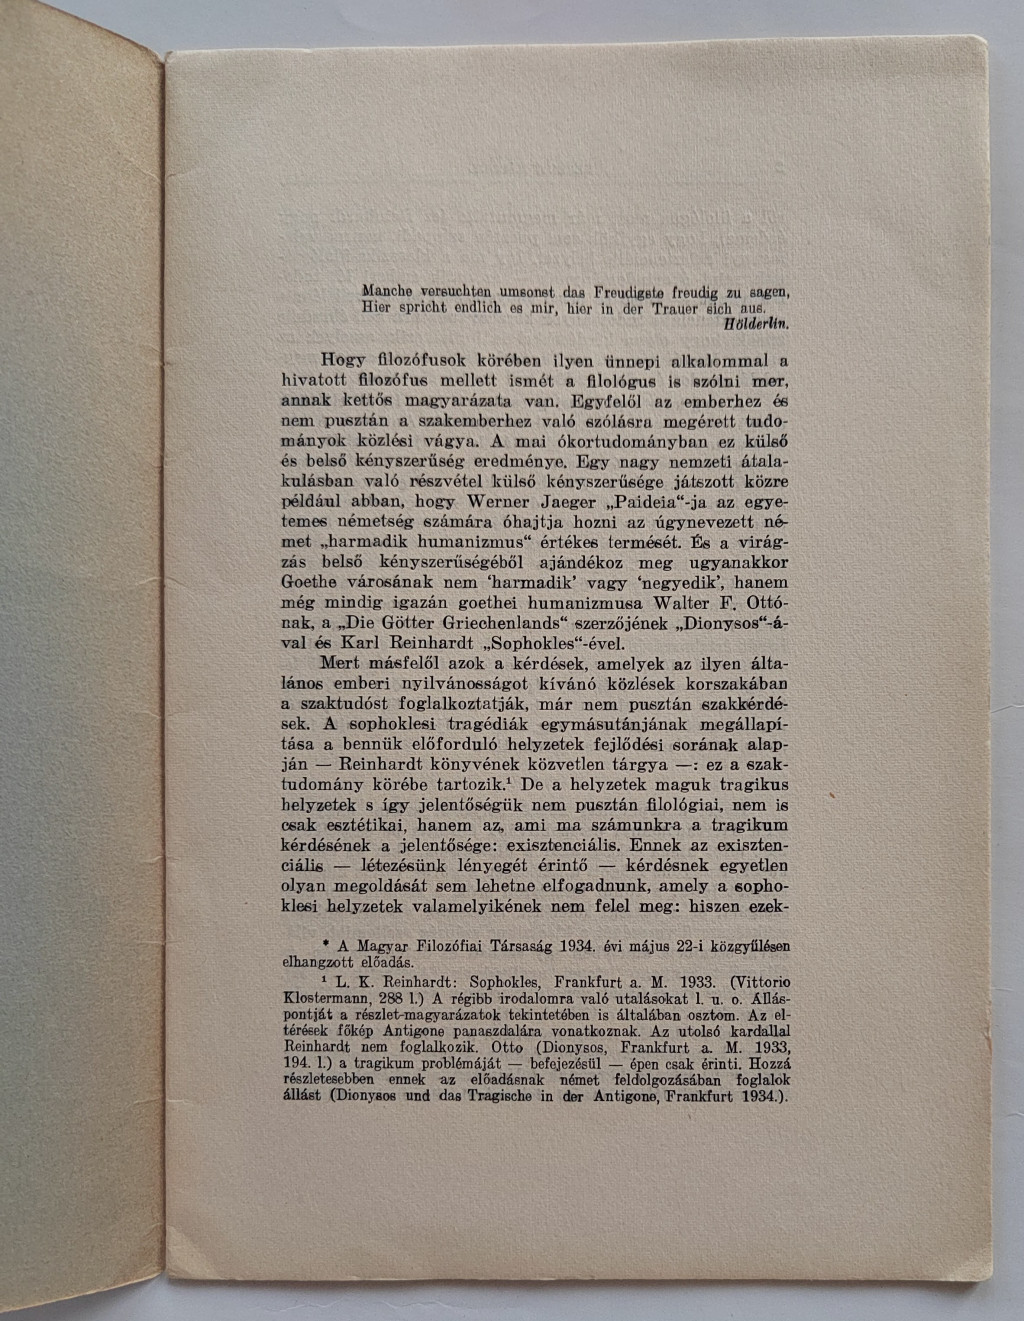 Manche versuchten umsonst das Freudigste freudig zu sagen,
Hier spricht endlich es mir, hier in der Trauer sich aus.
Hölderlin.
Hogy filozófusok körében ilyen ünnepi alkalommal a
hivatott filozófus mellett ismét a filológus is szólni mer,
annak kettős magyarázata van. Egyfelől az emberhez és
nem pusztán a szakemberhez való szólásra megérett tudo-
mányok közlési vágya. A mai ókortudományban ez külső
és belső kényszerűség eredménye. Egy nagy nemzeti átala-
kulásban való részvétel külső kényszerűsége játszott közre
például abban, hogy Werner Jaeger „Paideia“-ja az egye-
temes németség számára óhajtja hozni az úgynevezett né-
met „harmadik humanizmus“ értékes termését. És a virág-
zás belső kényszerűségéből ajándékoz meg ugyanakkor
Goethe városának nem ‘harmadik’ vagy ‘negyedik’, hanem
még mindig igazán goethei humanizmusa Walter F. Ottó-
nak, a „Die Götter Griechenlands“ szerzőjének „Dionysos“-á-
val és Karl Reinhardt „Sophokles“-ével.
Mert másfelől azok a kérdések, amelyek az ilyen álta-
lános emberi nyilvánosságot kívánó közlések korszakában
a szaktudóst foglalkoztatják, már nem pusztán szakkérdé-
sek. A sophoklesi tragédiák egymásutánjának megállapí-
tása a bennük előforduló helyzetek fejlődési sorának alap-
ján — Reinhardt könyvének közvetlen tárgya —: ez a szak-
tudomány körébe tartozik.¹ De a helyzetek maguk tragikus
helyzetek s így jelentőségük nem pusztán filológiai, nem is
csak esztétikai, hanem az, ami ma számunkra a tragikum
kérdésének a jelentősége: exisztenciális. Ennek az exiszten-
ciális — létezésünk lényegét érintő — kérdésnek egyetlen
olyan megoldását sem lehetne elfogadnunk, amely a sopho-
klesi helyzetek valamelyikének nem felel meg: hiszen ezek-
* A Magyar Filozófiai Társaság 1934. évi május 22-i közgyűlésen
elhangzott előadás.
¹ L. K. Reinhardt: Sophokles, Frankfurt a. M. 1933. (Vittorio
Klostermann, 288 l.) A régibb irodalomra való utalásokat l. u. o. Állás-
pontját a részlet-magyarázatok tekintetében is általában osztom. Az el-
térések főkép Antigone panaszdalára vonatkoznak. Az utolsó kardallal
Reinhardt nem foglalkozik. Otto (Dionysos, Frankfurt a. M. 1933,
194. l.) a tragikum problémáját — befejezésül — épen csak érinti. Hozzá
részletesebben ennek az előadásnak német feldolgozásában foglalok
állást (Dionysos und das Tragische in der Antigone, Frankfurt 1934.).